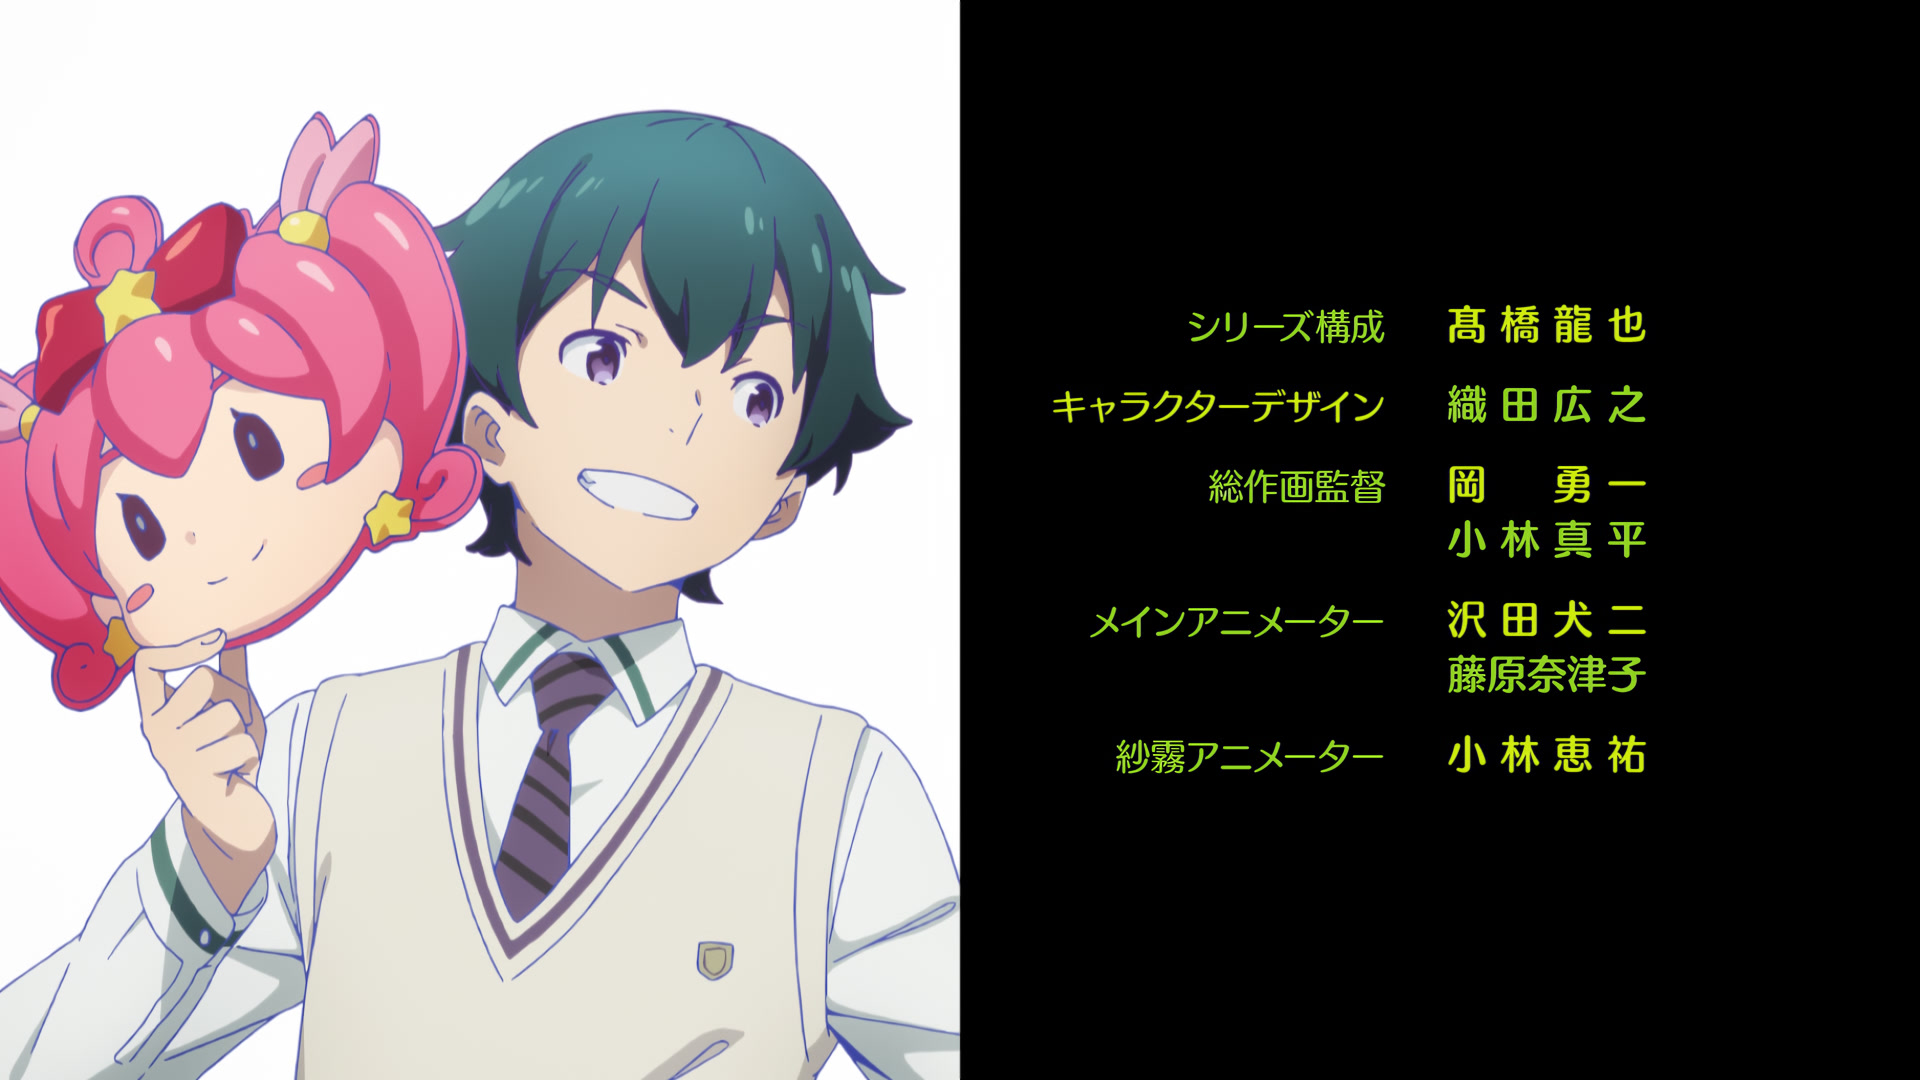 シリーズ構成 髙橋龍也
キャラクターデザイン 織田広之
総作画監督 岡 勇一
小林真平
メインアニメーター 沢田犬二
藤原奈津子
紗霧アニメーター 小林恵祐